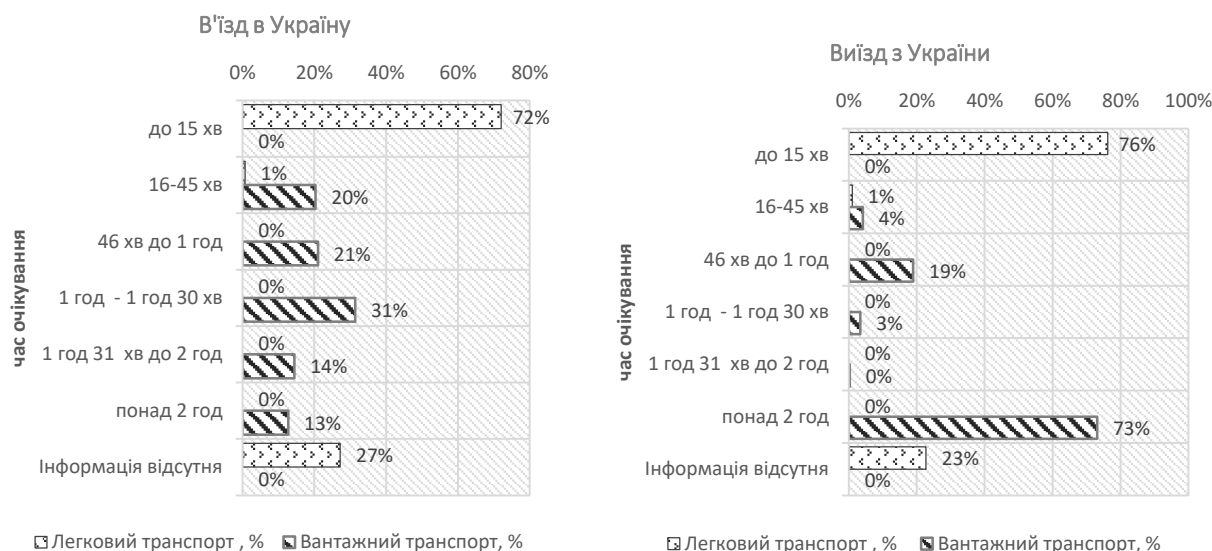 В'їзд в Україну
0% 20% 40% 60% 80%
час очікування
до 15 хв
72%
0%
16-45 хв
1%
20%
46 хв до 1 год
0%
21%
1 год - 1 год 30 хв
0%
31%
1 год 31 хв до 2 год
0%
14%
понад 2 год
0%
13%
Інформація відсутня
27%
0%
Легковий транспорт , % Вантажний транспорт, %
Виїзд з України
0% 20% 40% 60% 80% 100%
час очікування
до 15 хв
76%
0%
16-45 хв
1%
4%
46 хв до 1 год
0%
19%
1 год - 1 год 30 хв
0%
3%
1 год 31 хв до 2 год
0%
0%
понад 2 год
0%
73%
Інформація відсутня
23%
0%
Легковий транспорт , % Вантажний транспорт, %